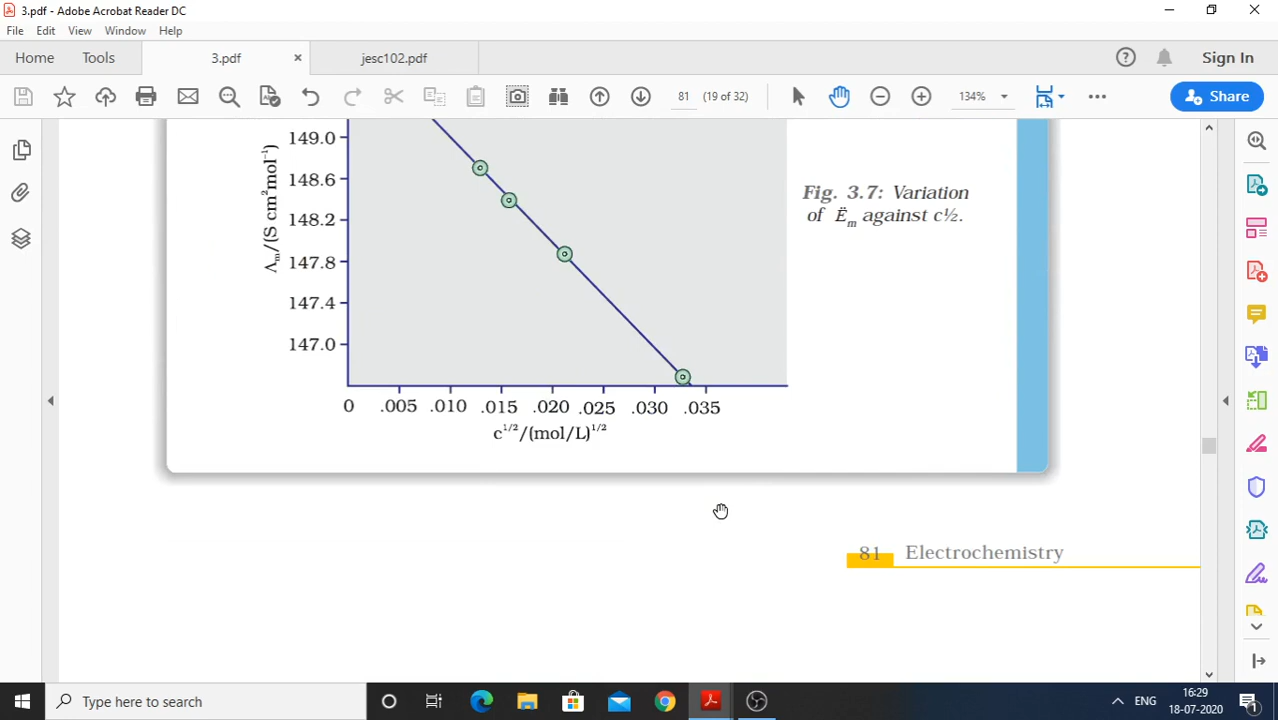 3.pdf - Adobe Acrobat Reader DC
File Edit View Window Help
Home Tools 3.pdf × jesc102.pdf Sign In
81 (19 of 32) 134% Share
149.0
148.6
148.2
147.8
147.4
147.0
Λm/(S cm²mol⁻¹)
0 .005 .010 .015 .020 .025 .030 .035
c¹/²/(mol/L)¹/²
Fig. 3.7: Variation
of Ëm against c½.
81 Electrochemistry
Type here to search
ENG
16:29
18-07-2020
1